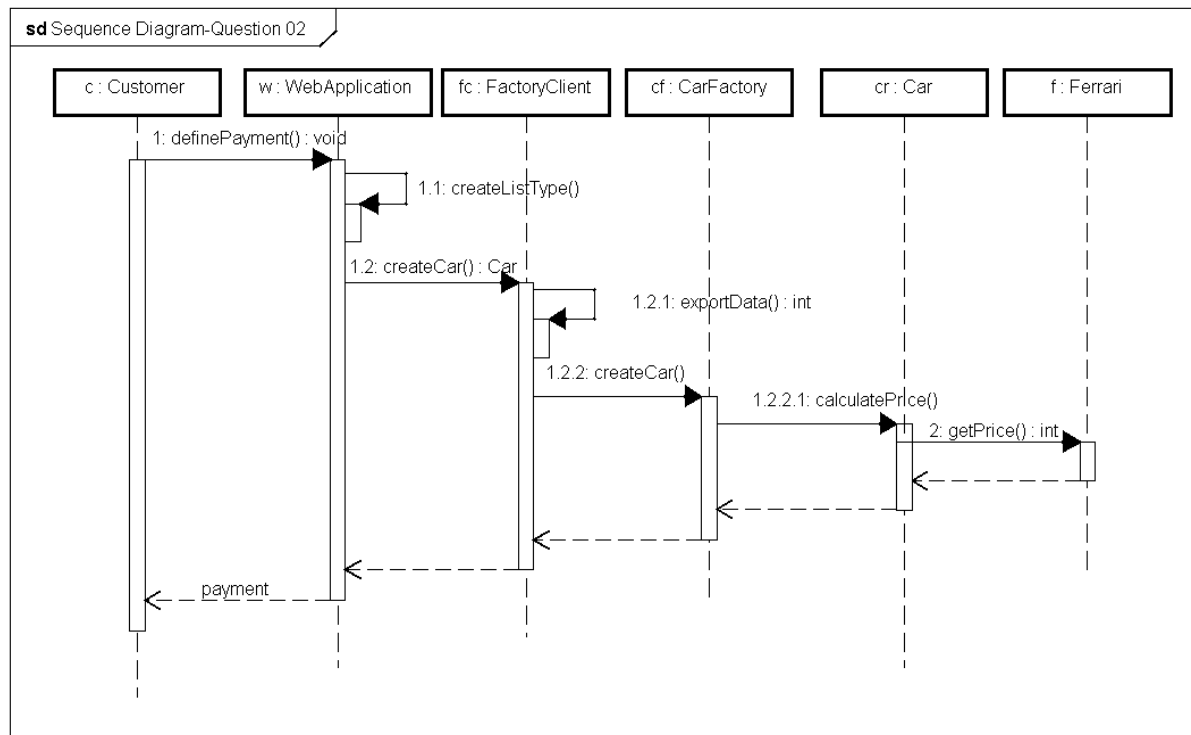 sd Sequence Diagram-Question 02
c : Customer
w : WebApplication
fc : FactoryClient
cf : CarFactory
cr : Car
f : Ferrari
1: definePayment() : void
1.1: createListType()
1.2: createCar() : Car
1.2.1: exportData() : int
1.2.2: createCar()
1.2.2.1: calculatePrice()
2: getPrice() : int
payment